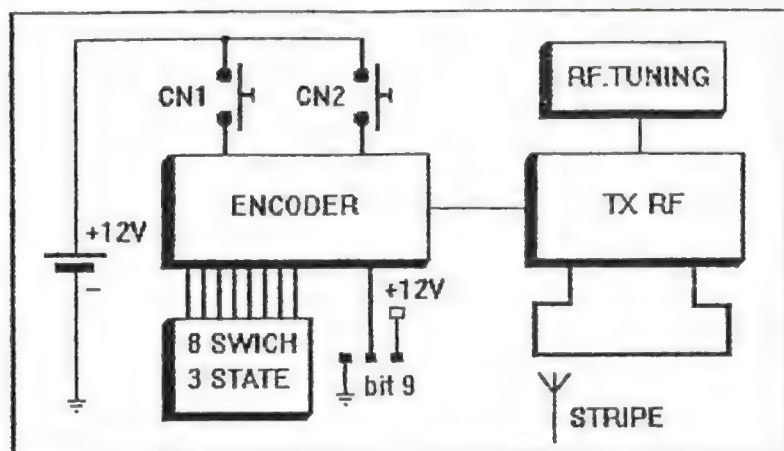 RF.TUNING
CN1
CN2
ENCODER
TX RF
+12V
–
+12V
8 SWICH
3 STATE
bit 9
STRIPE